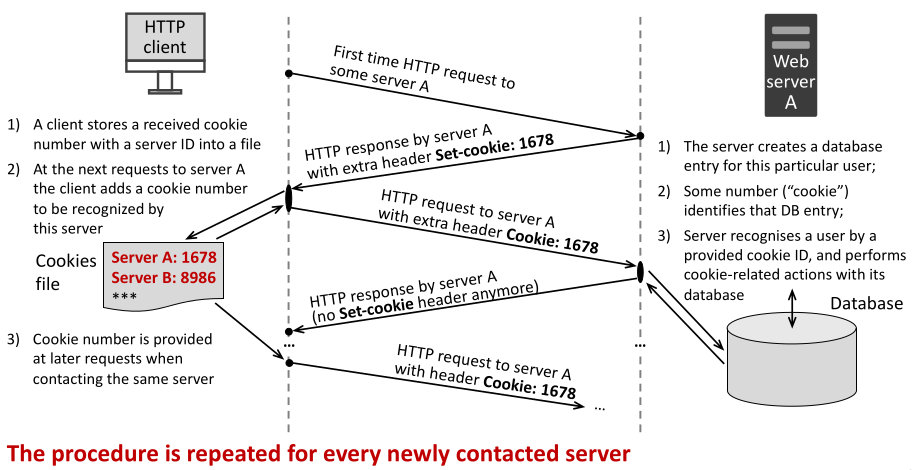 HTTP
client
First time HTTP request to
some server A
Web
server
A
1) A client stores a received cookie
number with a server ID into a file
2) At the next requests to server A
the client adds a cookie number
to be recognized by
this server
HTTP response by server A
with extra header Set-cookie: 1678
1) The server creates a database
entry for this particular user;
2) Some number (“cookie”)
identifies that DB entry;
3) Server recognises a user by a
provided cookie ID, and performs
cookie-related actions with its
database
HTTP request to server A
with extra header Cookie: 1678
Cookies
file
Server A: 1678
Server B: 8986
***
HTTP response by server A
(no Set-cookie header anymore)
Database
...
...
3) Cookie number is provided
at later requests when
contacting the same server
HTTP request to server A
with header Cookie: 1678
...
The procedure is repeated for every newly contacted server